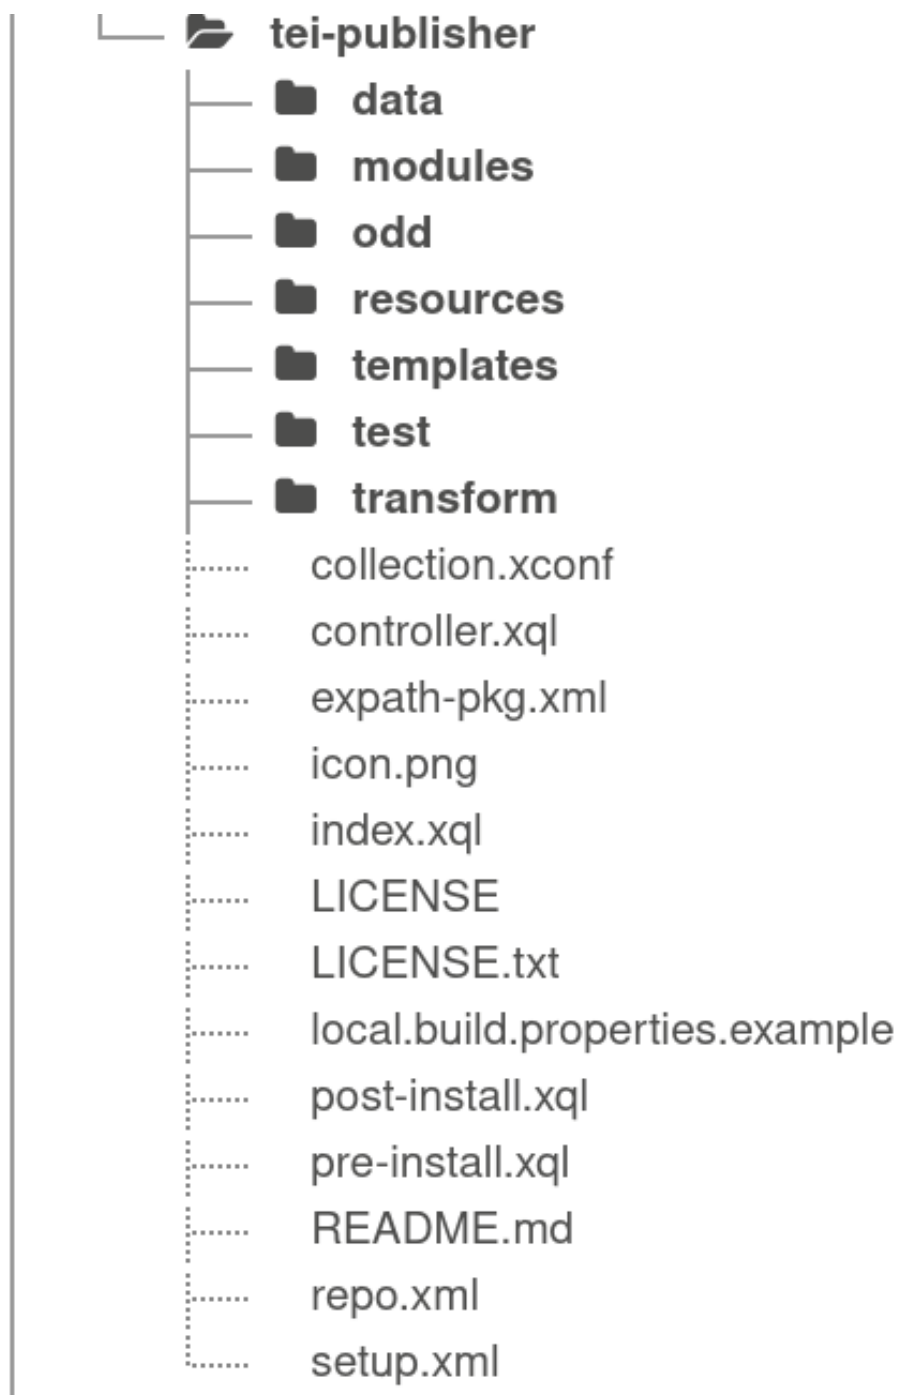 tei-publisher
data
modules
odd
resources
templates
test
transform
collection.xconf
controller.xql
expath-pkg.xml
icon.png
index.xql
LICENSE
LICENSE.txt
local.build.properties.example
post-install.xql
pre-install.xql
README.md
repo.xml
setup.xml